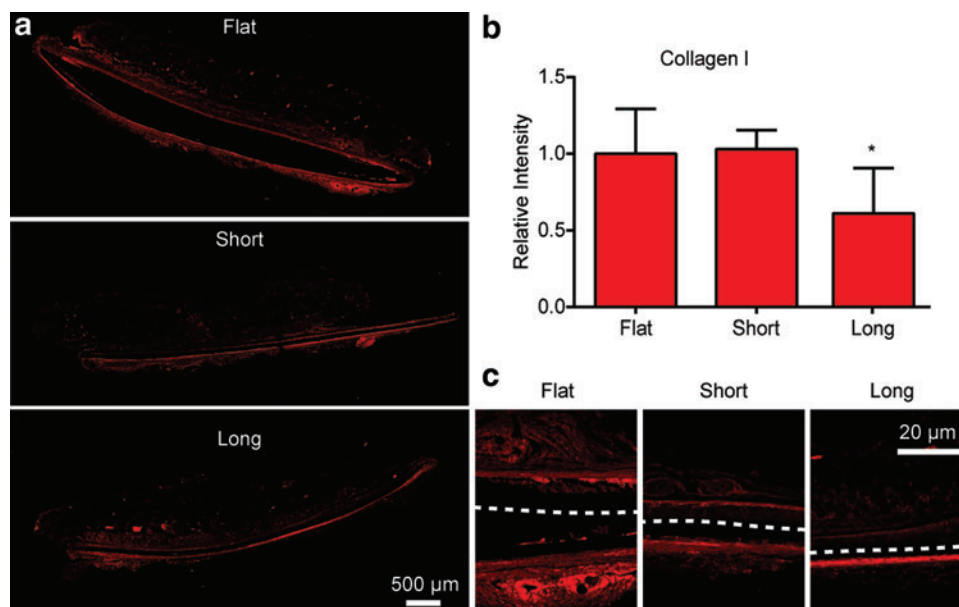 a
Flat
Short
Long
500 µm
b
Collagen I
Relative Intensity
1.5
1.0
0.5
0.0
*
Flat Short Long
c
Flat Short Long
20 µm